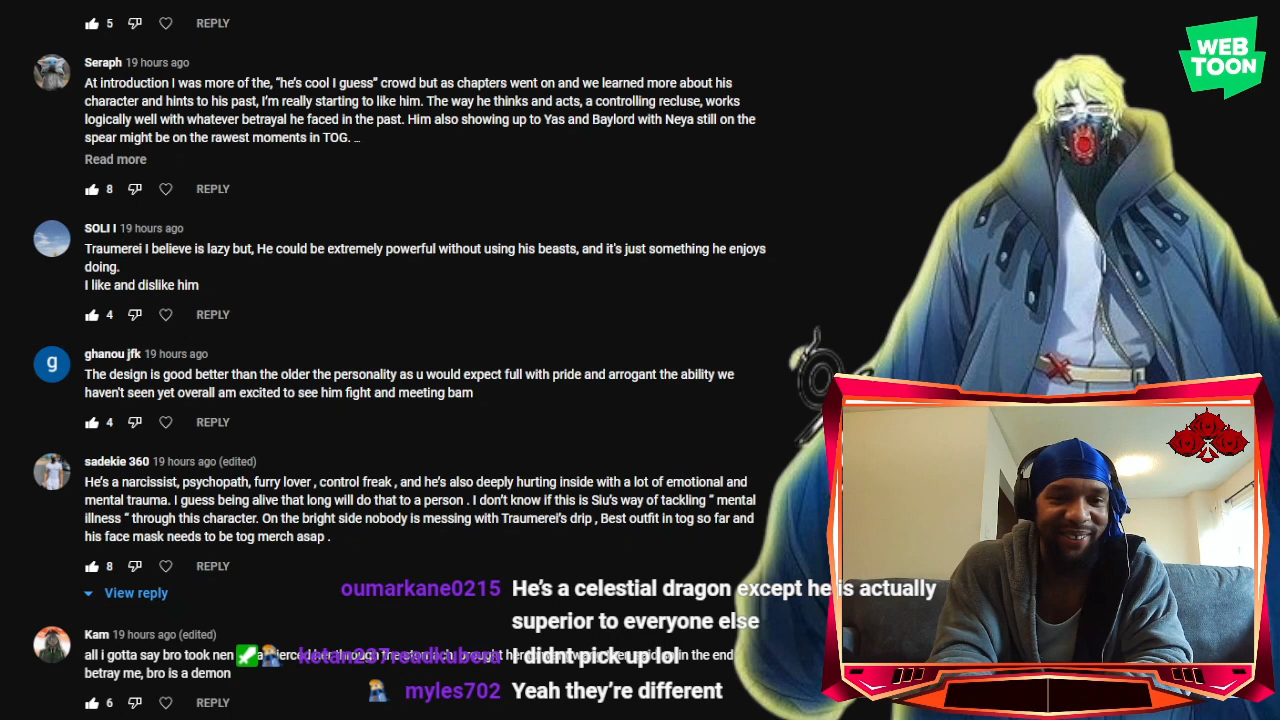 5 REPLY
WEB
TOON
Seraph 19 hours ago
At introduction I was more of the, “he’s cool I guess” crowd but as chapters went on and we learned more about his
character and hints to his past, I’m really starting to like him. The way he thinks and acts, a controlling recluse, works
logically well with whatever betrayal he faced in the past. Him also showing up to Yas and Baylord with Neya still on the
spear might be on the rawest moments in TOG. ...
Read more
8 REPLY
SOLI I 19 hours ago
Traumerei I believe is lazy but, He could be extremely powerful without using his beasts, and it's just something he enjoys
doing.
I like and dislike him
4 REPLY
g
ghanou jfk 19 hours ago
The design is good better than the older the personality as u would expect full with pride and arrogant the ability we
haven't seen yet overall am excited to see him fight and meeting bam
4 REPLY
sadekie 360 19 hours ago (edited)
He’s a narcissist, psychopath, furry lover , control freak , and he’s also deeply hurting inside with a lot of emotional and
mental trauma. I guess being alive that long will do that to a person . I don’t know if this is Siu’s way of tackling “ mental
illness “ through this character. On the bright side nobody is messing with Traumerei’s drip , Best outfit in tog so far and
his face mask needs to be tog merch asap .
8 REPLY
View reply
oumarkane0215 He’s a celestial dragon except he is actually
superior to everyone else
Kam 19 hours ago (edited)
all i gotta say bro took nen through the in the end
I didnt pick up lol
betray me, bro is a demon
myles702 Yeah they’re different
6 REPLY